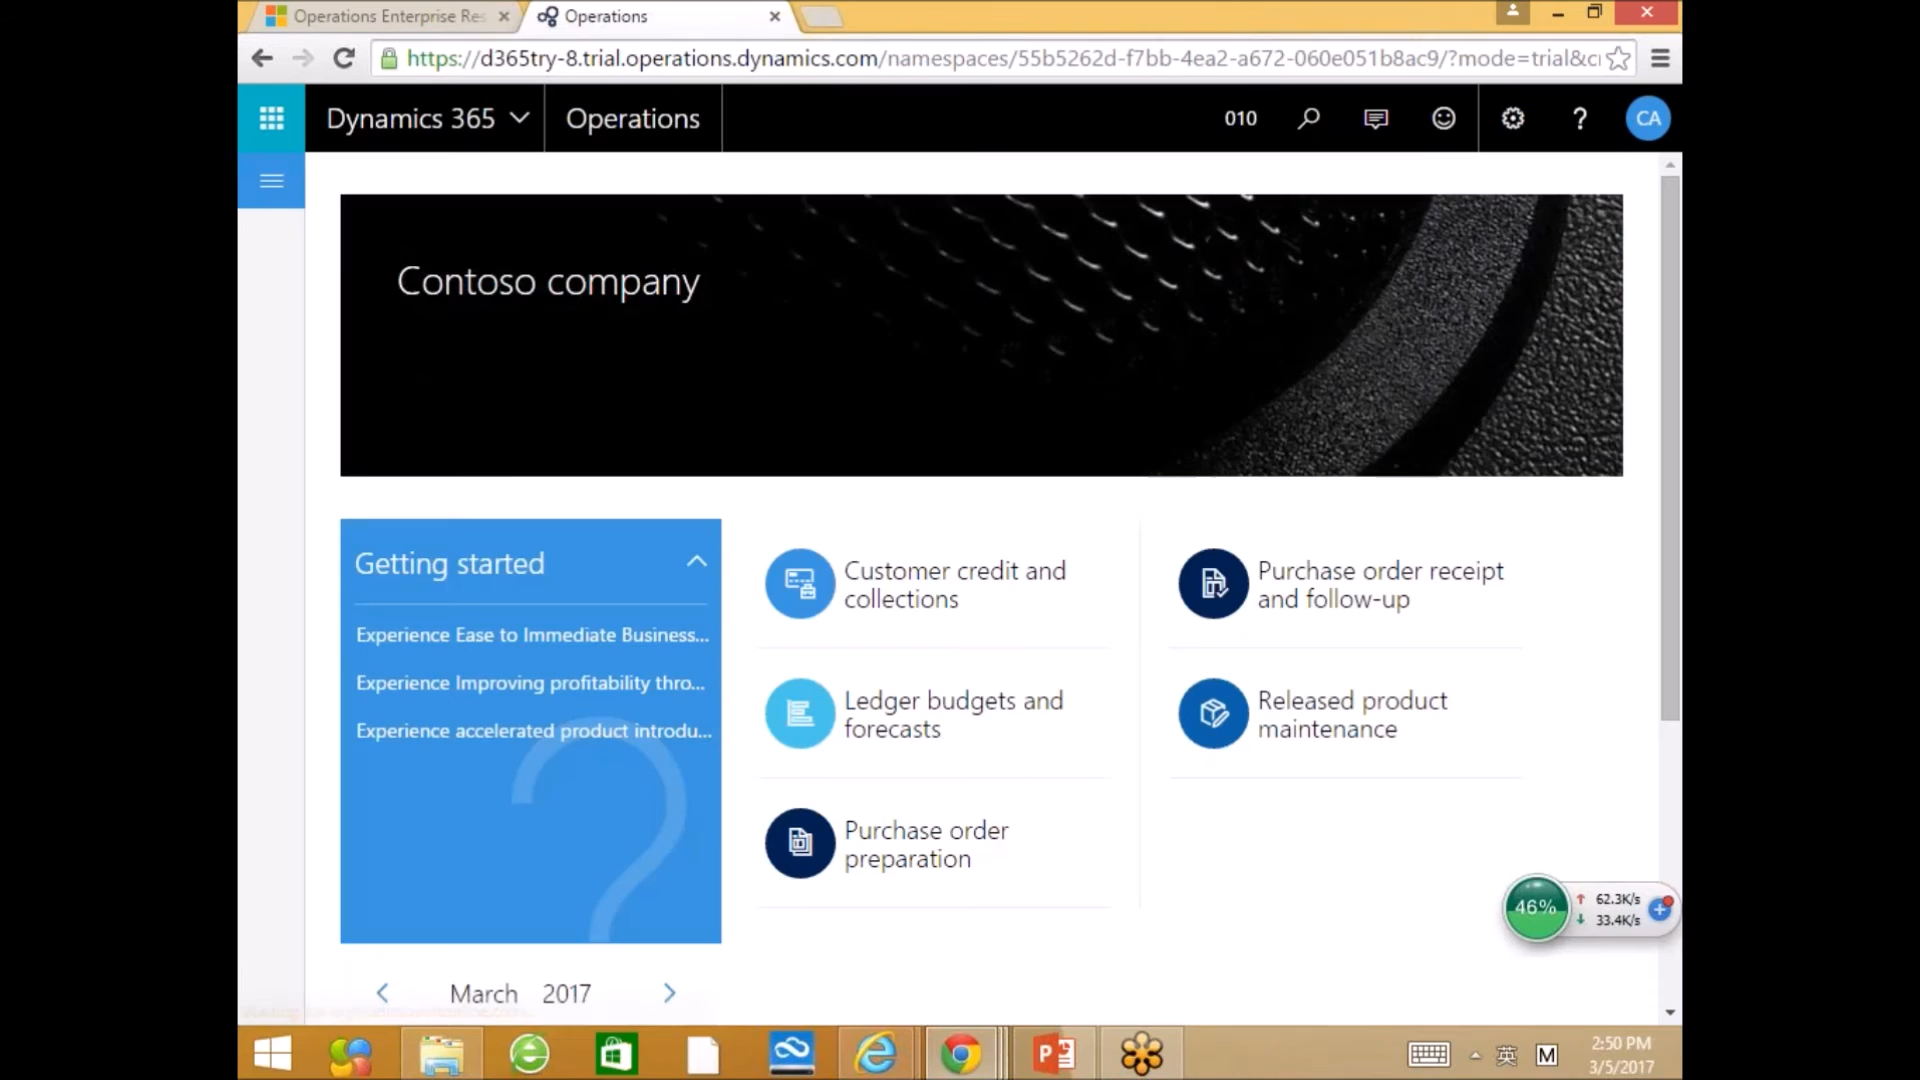 Operations Enterprise Res
Operations
https://d365try-8.trial.operations.dynamics.com/namespaces/55b5262d-f7bb-4ea2-a672-060e051b8ac9/?mode=trial&c
Dynamics 365
Operations
010
?
CA
Contoso company
Getting started
Experience Ease to Immediate Business...
Experience Improving profitability thro...
Experience accelerated product introdu...
Customer credit and
collections
Ledger budgets and
forecasts
Purchase order
preparation
Purchase order receipt
and follow-up
Released product
maintenance
46%
62.3K/s
33.4K/s
March 2017
英
M
2:50 PM
3/5/2017